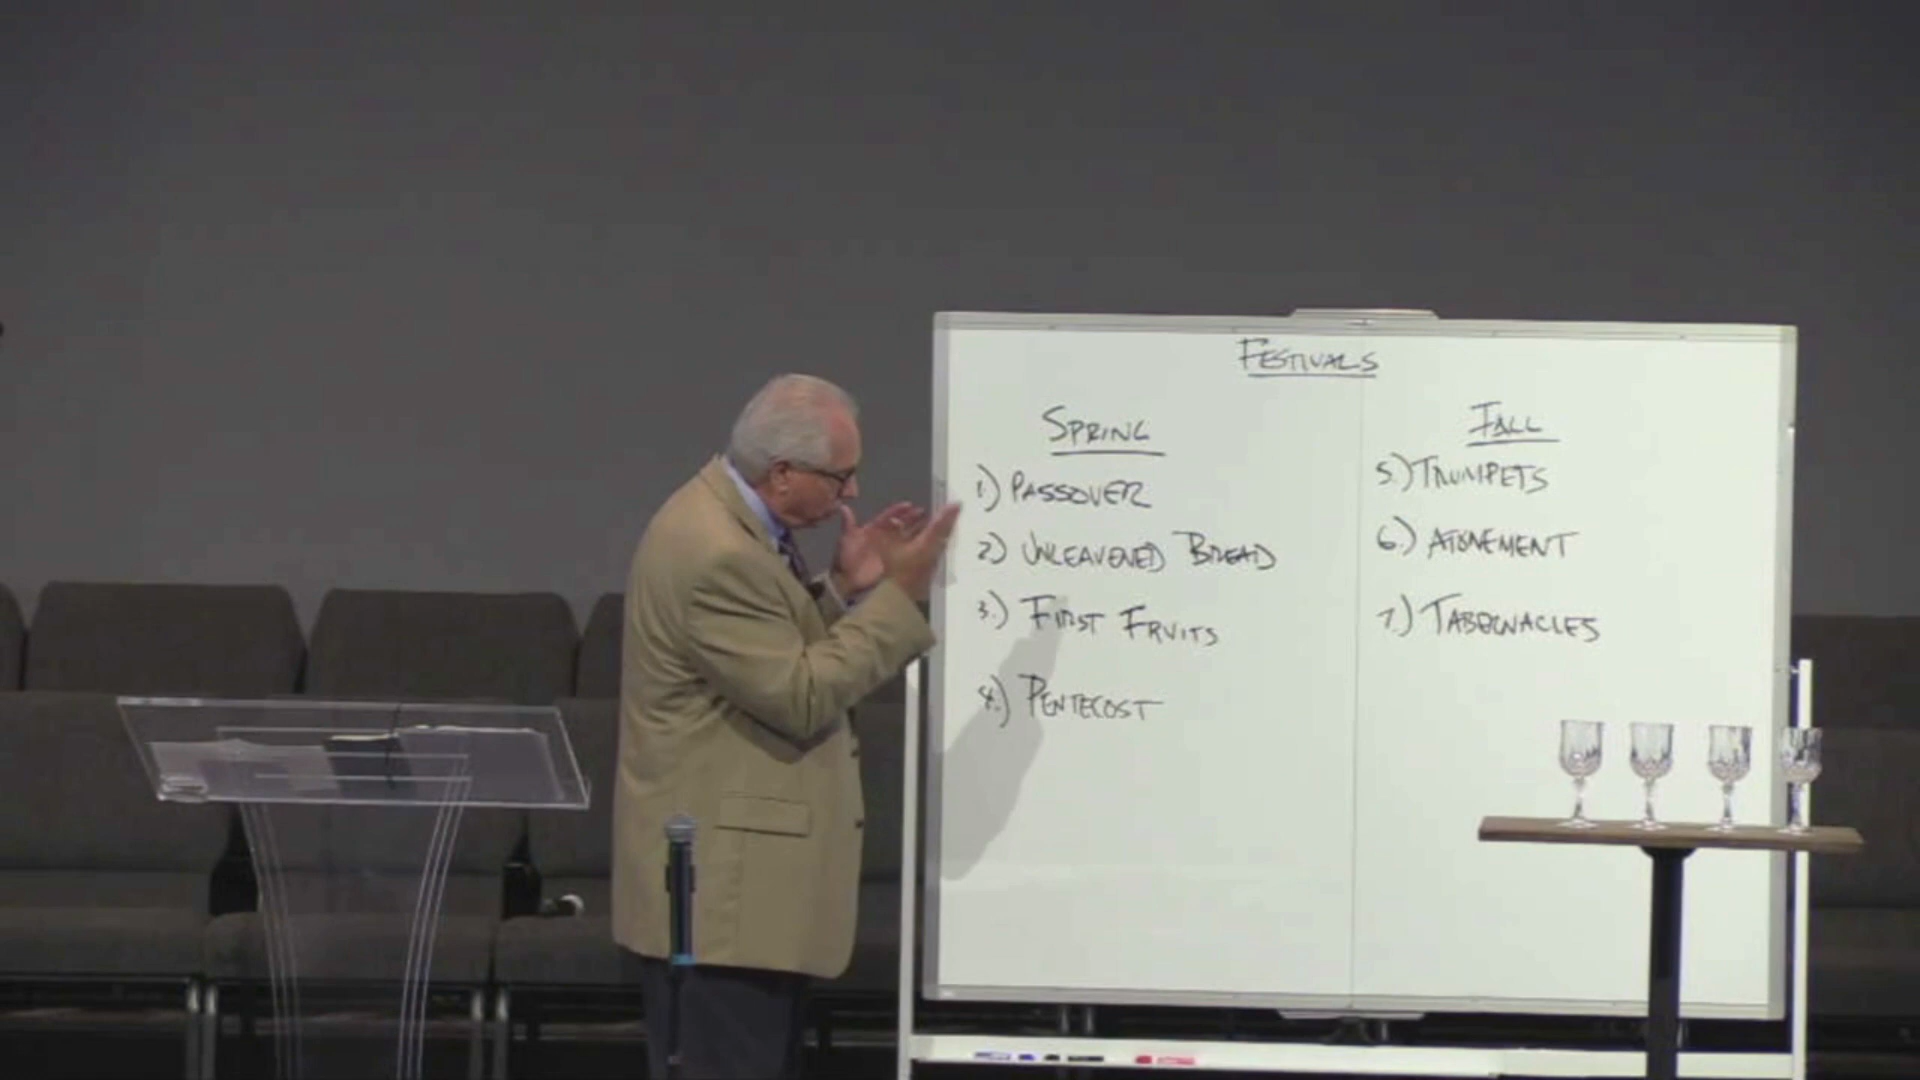 FESTIVALS
SPRING
1.) PASSOVER
2) UNLEAVENED BREAD
3.) FIRST FRUITS
4.) PENTECOST
FALL
5.) TRUMPETS
6.) ATONEMENT
7.) TABERNACLES